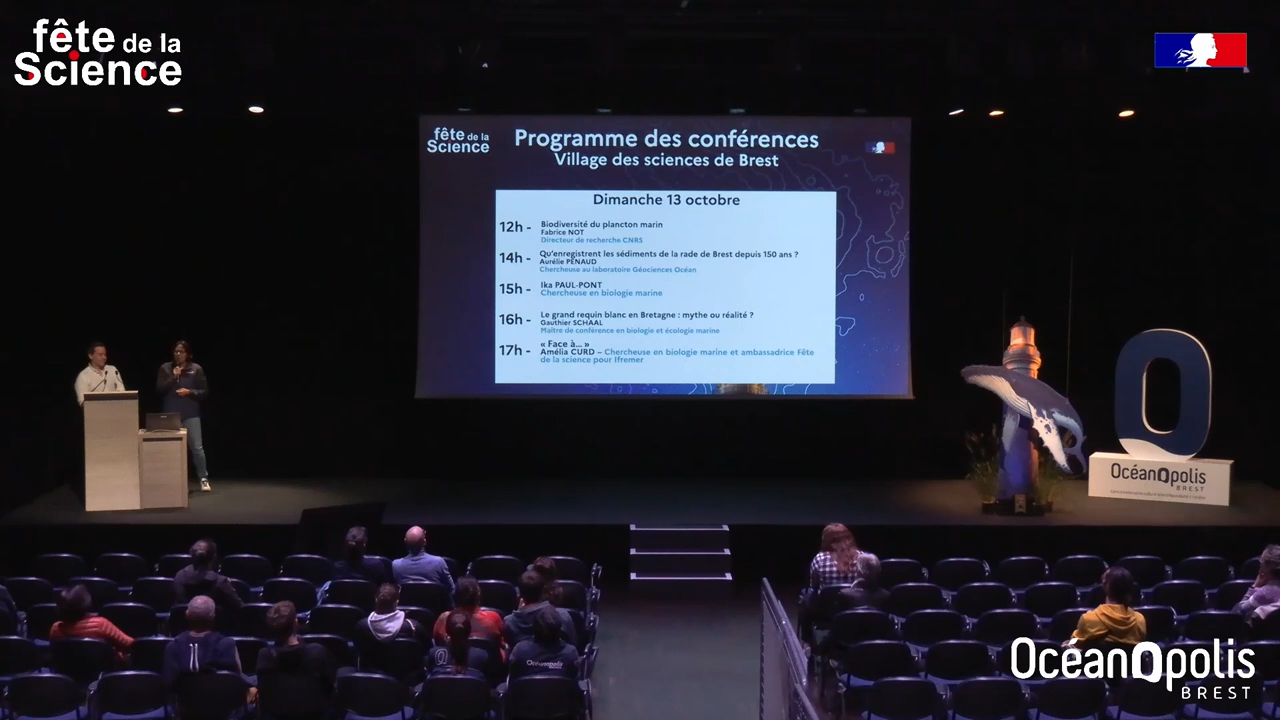 fête de la
Science
fête de la
Science
Programme des conférences
Village des sciences de Brest
Dimanche 13 octobre
12h - Biodiversité du plancton marin
Fabrice NOT
Directeur de recherche CNRS
14h - Qu'enregistrent les sédiments de la rade de Brest depuis 150 ans ?
Aurélie PENAUD
Chercheuse au laboratoire Géosciences Océan
15h - Ika PAUL-PONT
Chercheuse en biologie marine
16h - Le grand requin blanc en Bretagne : mythe ou réalité ?
Gauthier SCHAAL
Maître de conférence en biologie et écologie marine
17h - « Face à... »
Amélia CURD – Chercheuse en biologie marine et ambassadrice Fête
de la science pour Ifremer
O
OcéanOpolis
BREST
Océanopolis
OcéanOpolis
BREST